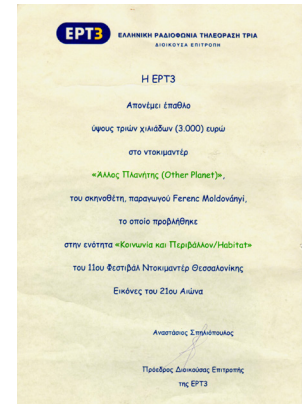 ΕΡΤ3
ΕΛΛΗΝΙΚΗ ΡΑΔΙΟΦΩΝΙΑ ΤΗΛΕΟΡΑΣΗ ΤΡΙΑ
ΔΙΟΙΚΟΥΣΑ ΕΠΙΤΡΟΠΗ
Η ΕΡΤ3
Απονέμει έπαθλο
ύψους τριών χιλιάδων (3.000) ευρώ
στο ντοκιμαντέρ
«Άλλος Πλανήτης (Other Planet)»,
του σκηνοθέτη, παραγωγού Ferenc Moldoványi,
το οποίο προβλήθηκε
στην ενότητα «Κοινωνία και Περιβάλλον/Habitat»
του 11ου Φεστιβάλ Ντοκιμαντέρ Θεσσαλονίκης
Εικόνες του 21ου Αιώνα
Αναστάσιος Σπηλιόπουλος
Πρόεδρος Διοικούσας Επιτροπής
της ΕΡΤ3